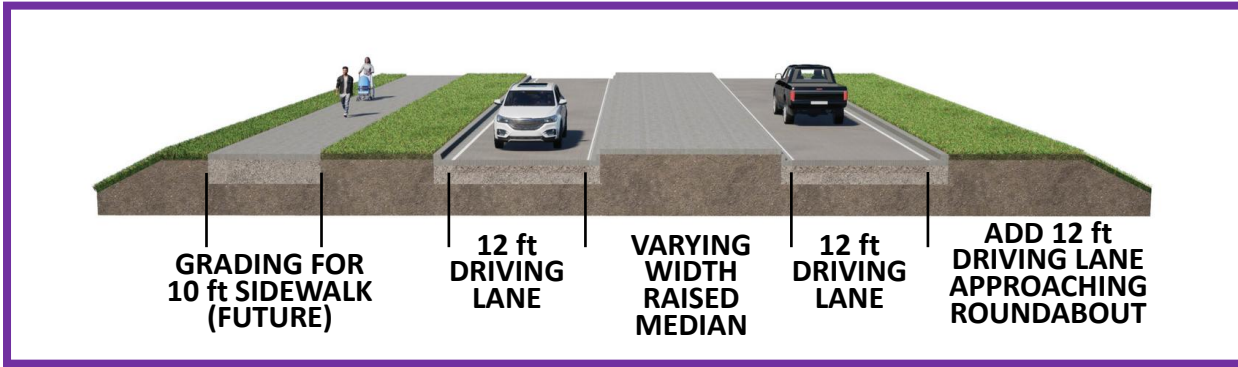 GRADING FOR
10 ft SIDEWALK
(FUTURE)
12 ft
DRIVING
LANE
VARYING
WIDTH
RAISED
MEDIAN
12 ft
DRIVING
LANE
ADD 12 ft
DRIVING LANE
APPROACHING
ROUNDABOUT